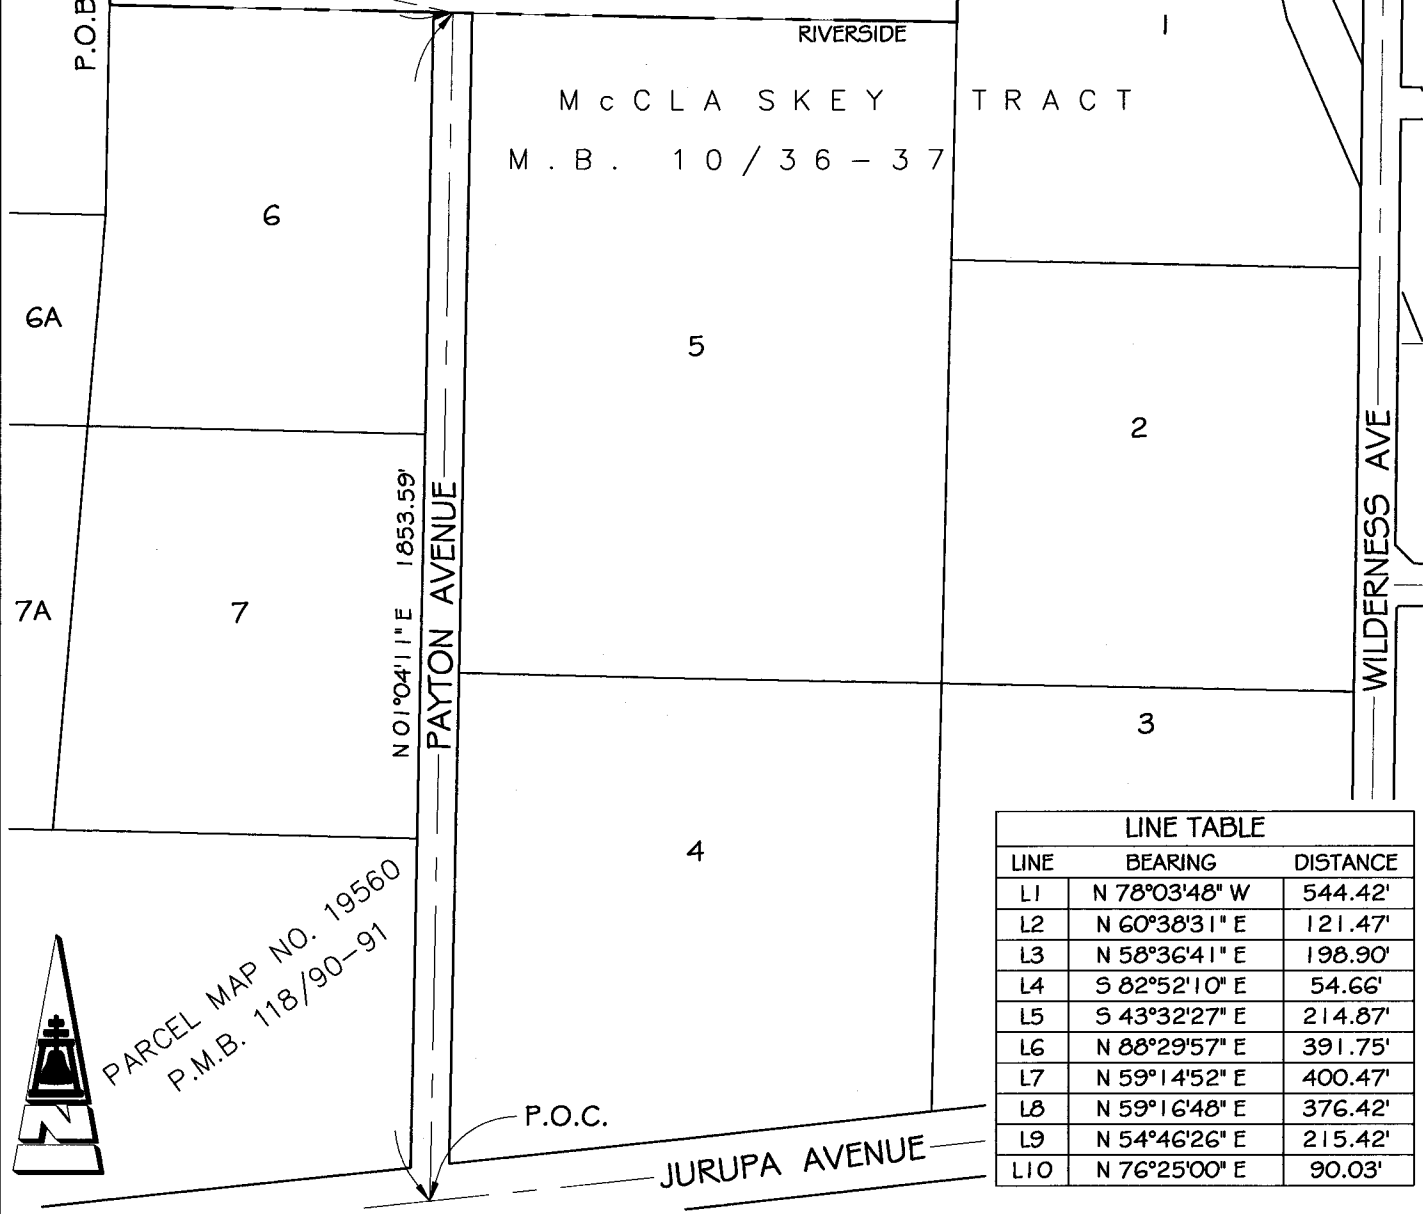 P.O.B
RIVERSIDE
1
McCLASKEY TRACT
M.B. 10/36-37
6
6A
5
2
N 01°04'11" E 1853.59'
PAYTON AVENUE
WILDERNESS AVE
7A
7
3
4
PARCEL MAP NO. 19560
P.M.B. 118/90-91
N
P.O.C.
JURUPA AVENUE
LINE TABLE
LINE BEARING DISTANCE
L1 N 78°03'48" W 544.42'
L2 N 60°38'31" E 121.47'
L3 N 58°36'41" E 198.90'
L4 S 82°52'10" E 54.66'
L5 S 43°32'27" E 214.87'
L6 N 88°29'57" E 391.75'
L7 N 59°14'52" E 400.47'
L8 N 59°16'48" E 376.42'
L9 N 54°46'26" E 215.42'
L10 N 76°25'00" E 90.03'